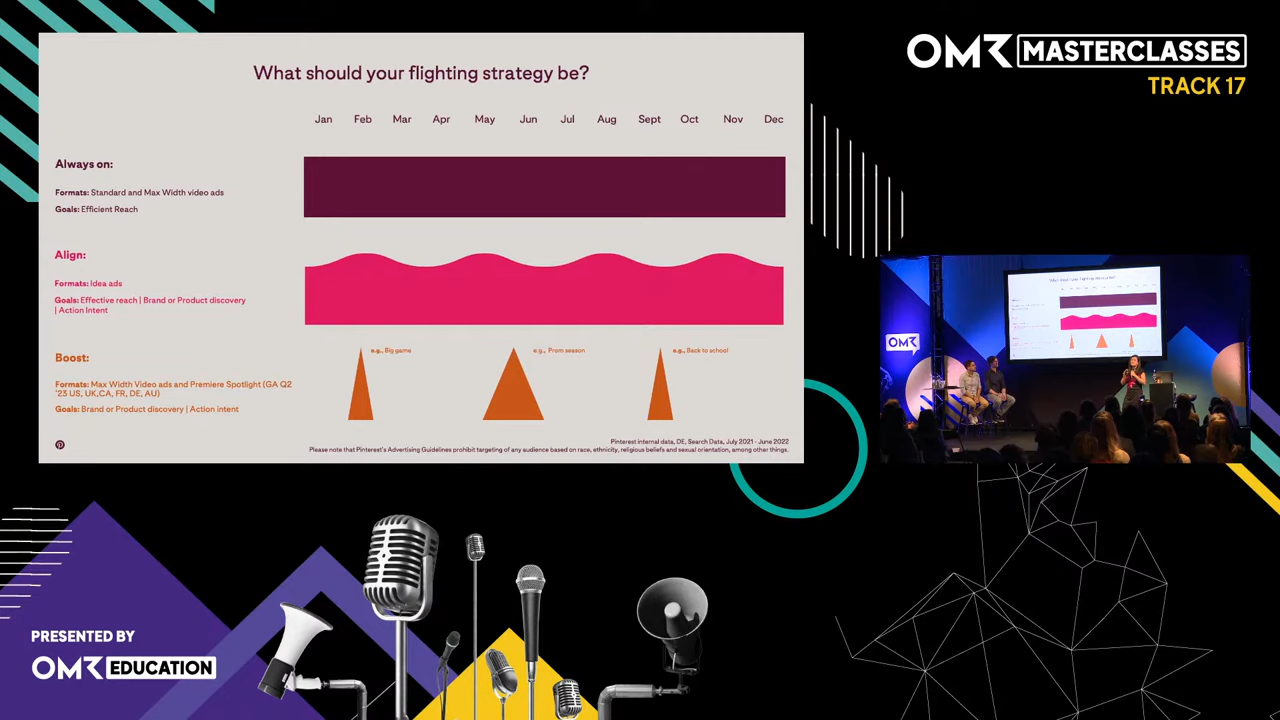 What should your flighting strategy be?
Jan Feb Mar Apr May Jun Jul Aug Sept Oct Nov Dec
Always on:
Formats: Standard and Max Width video ads
Goals: Efficient Reach
Align:
Formats: Idea ads
Goals: Effective reach | Brand or Product discovery
| Action Intent
Boost:
Formats: Max Width Video ads and Premiere Spotlight (GA Q2
'23 US, UK,CA, FR, DE, AU)
Goals: Brand or Product discovery | Action intent
e.g., Big game
e.g., Prom season
e.g., Back to school
Pinterest internal data, DE, Search Data, July 2021 - June 2022
Please note that Pinterest's Advertising Guidelines prohibit targeting of any audience based on race, ethnicity, religious beliefs and sexual orientation, among other things.
OMR MASTERCLASSES
TRACK 17
What should your flighting strategy be?
OMR
PRESENTED BY
OMR EDUCATION